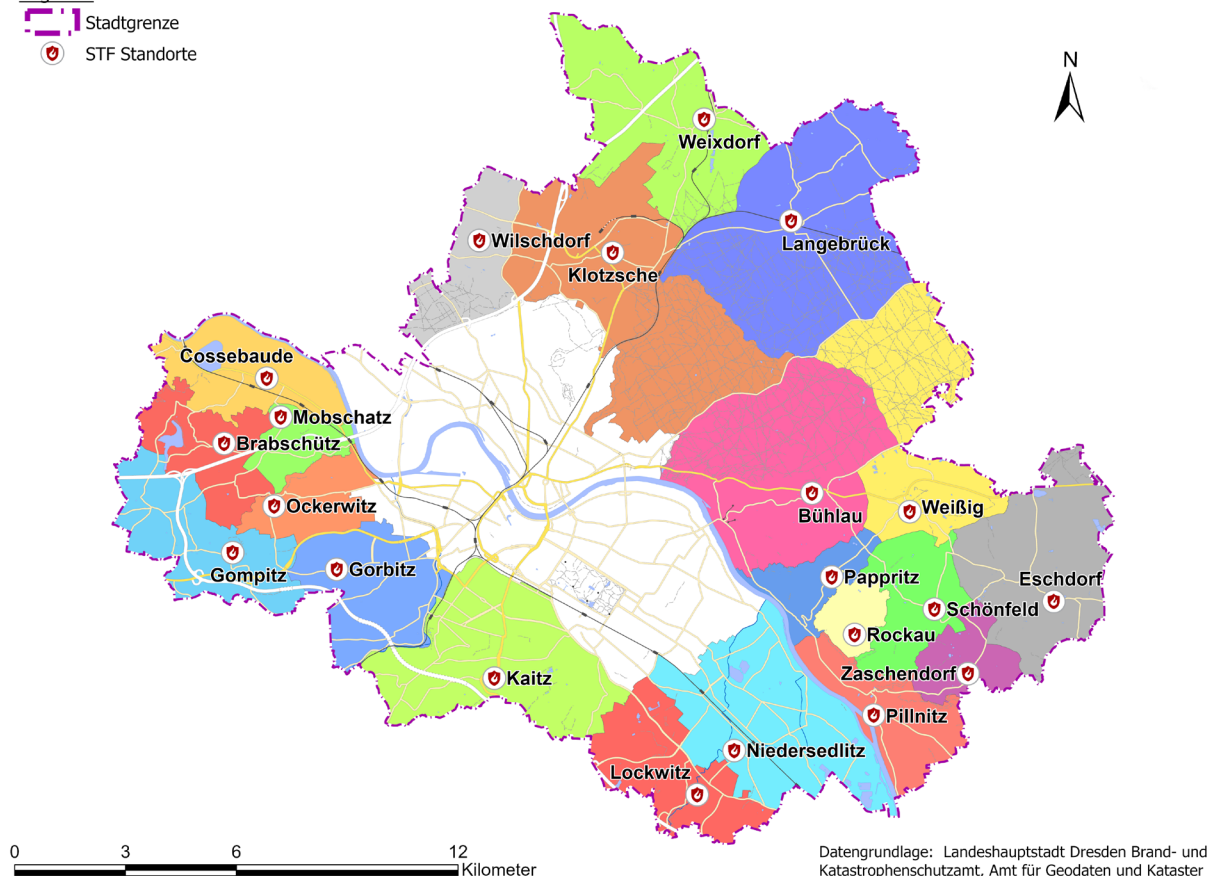 Stadtgrenze
STF Standorte
N
Weixdorf
Langebrück
Wilschdorf
Klotzsche
Cossebaude
Mobschatz
Brabschütz
Ockerwitz
Bühlau
Weißig
Gompitz
Gorbitz
Pappritz
Eschdorf
Schönfeld
Rockau
Zaschendorf
Kaitz
Pillnitz
Niedersedlitz
Lockwitz
0 3 6 12
Kilometer
Datengrundlage: Landeshauptstadt Dresden Brand- und
Katastrophenschutzamt, Amt für Geodaten und Kataster